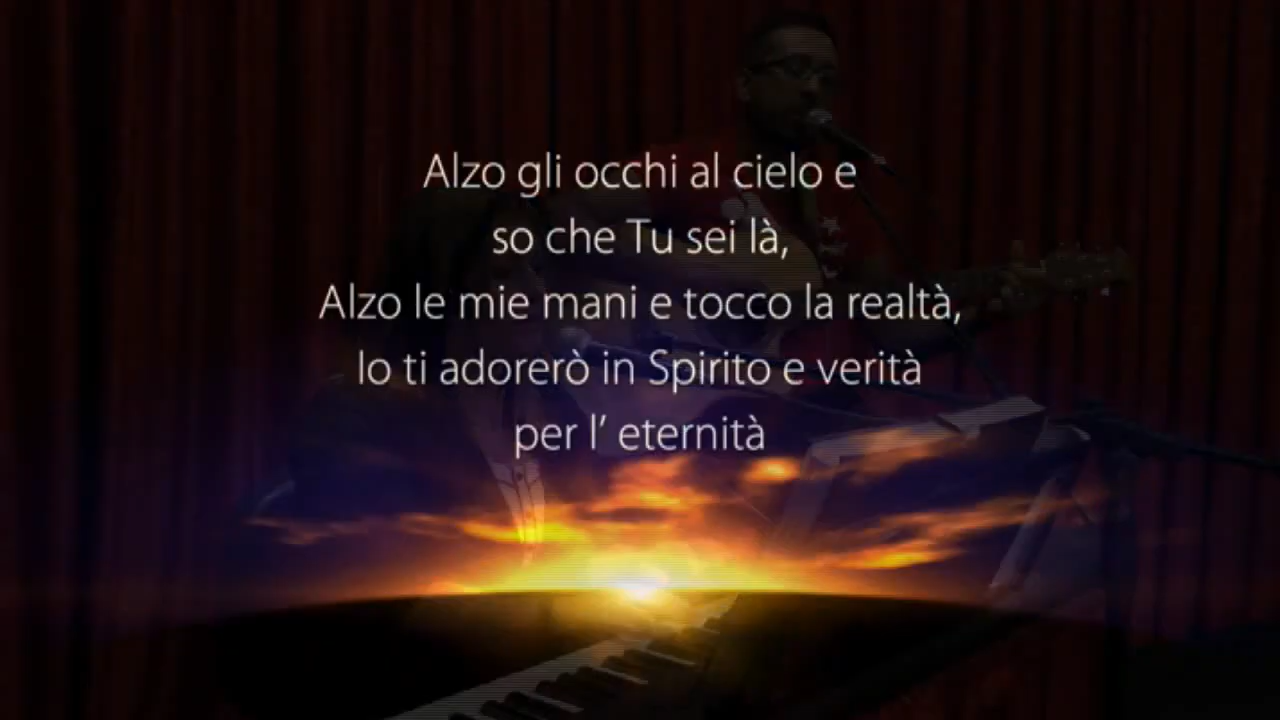 Alzo gli occhi al cielo e
so che Tu sei là,
Alzo le mie mani e tocco la realtà,
Io ti adorerò in Spirito e verità
per l’ eternità